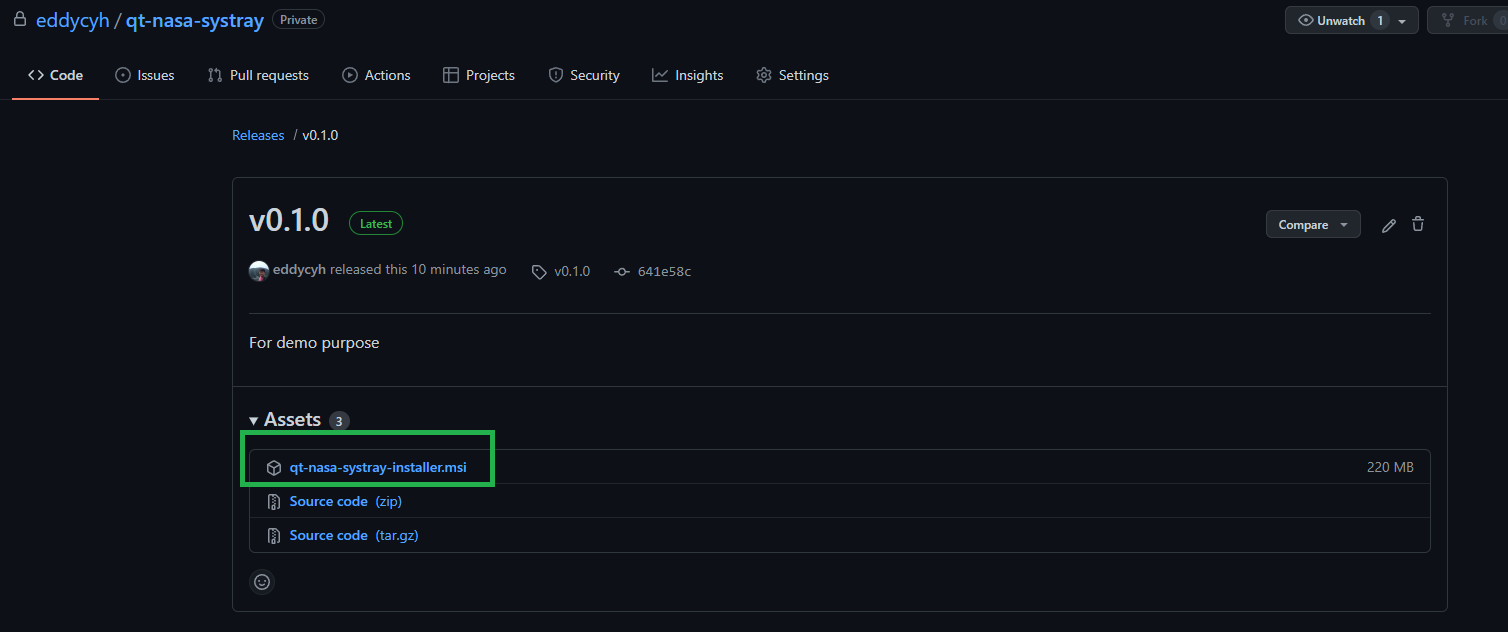 eddycyh / qt-nasa-systray Private
Unwatch 1 Fork 0
Code Issues Pull requests Actions Projects Security Insights Settings
Releases / v0.1.0
v0.1.0 Latest
Compare
eddycyh released this 10 minutes ago v0.1.0 641e58c
For demo purpose
Assets 3
qt-nasa-systray-installer.msi 220 MB
Source code (zip)
Source code (tar.gz)